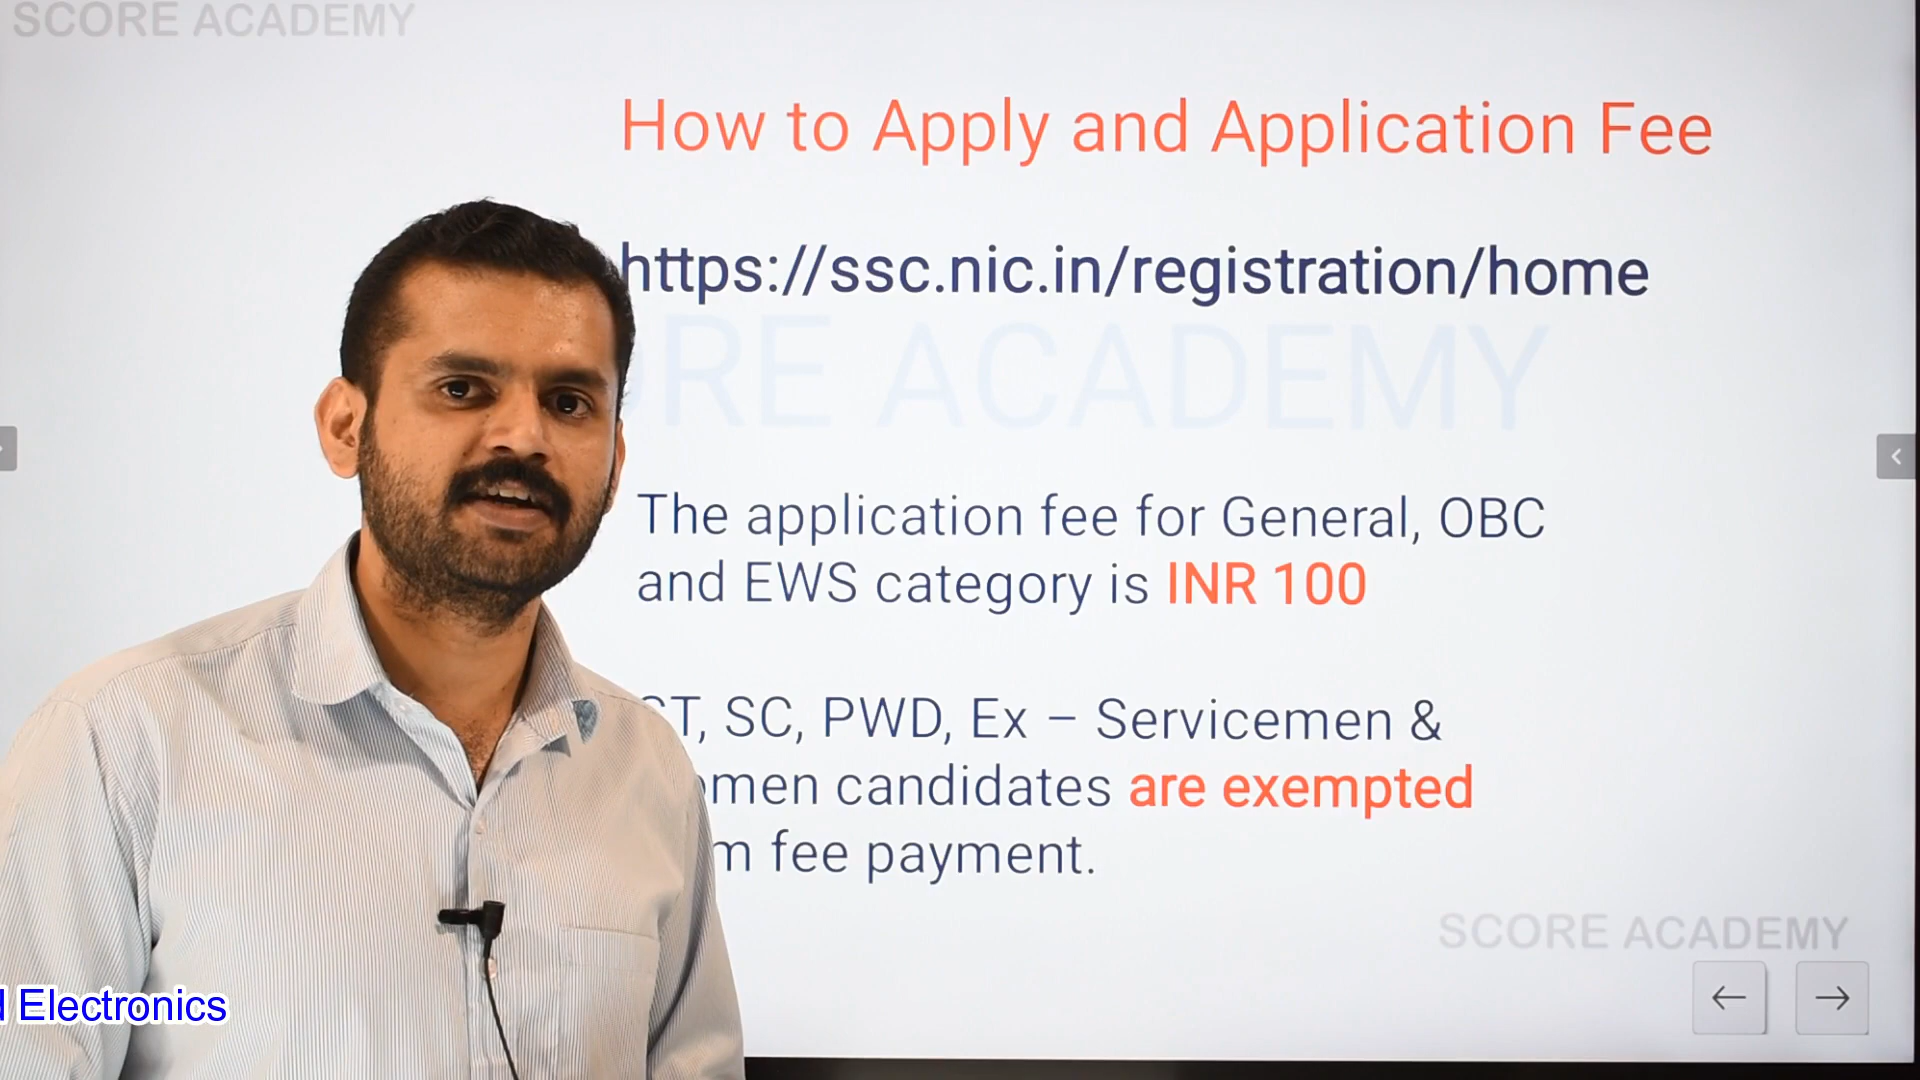 SCORE ACADEMY
How to Apply and Application Fee
https://ssc.nic.in/registration/home
ACADEMY
The application fee for General, OBC
and EWS category is INR 100
SC, PWD, Ex – Servicemen &
candidates are exempted
fee payment.
SCORE ACADEMY
Electronics